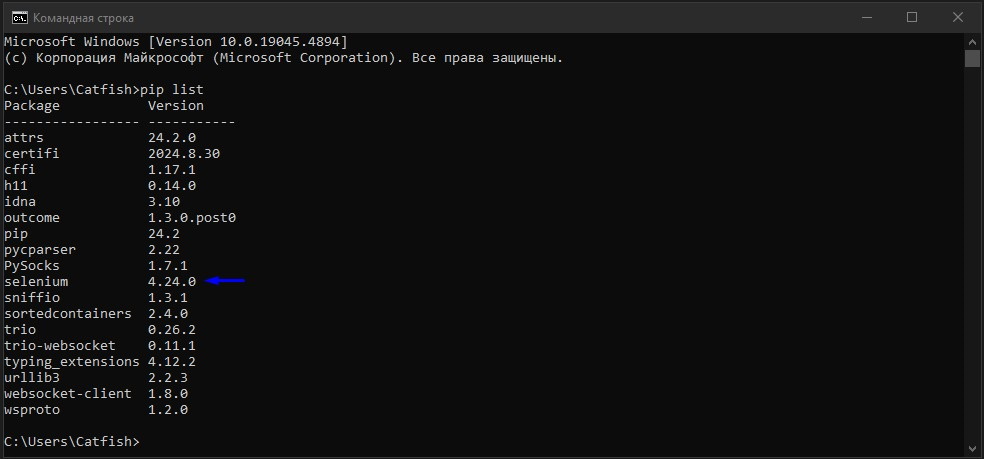 Командная строка
Microsoft Windows [Version 10.0.19045.4894]
(c) Корпорация Майкрософт (Microsoft Corporation). Все права защищены.
C:\Users\Catfish>pip list
Package           Version
----------------- -----------
attrs             24.2.0
certifi           2024.8.30
cffi              1.17.1
h11               0.14.0
idna              3.10
outcome           1.3.0.post0
pip               24.2
pycparser         2.22
PySocks           1.7.1
selenium          4.24.0
sniffio           1.3.1
sortedcontainers  2.4.0
trio              0.26.2
trio-websocket    0.11.1
typing_extensions 4.12.2
urllib3           2.2.3
websocket-client  1.8.0
wsproto           1.2.0
C:\Users\Catfish>